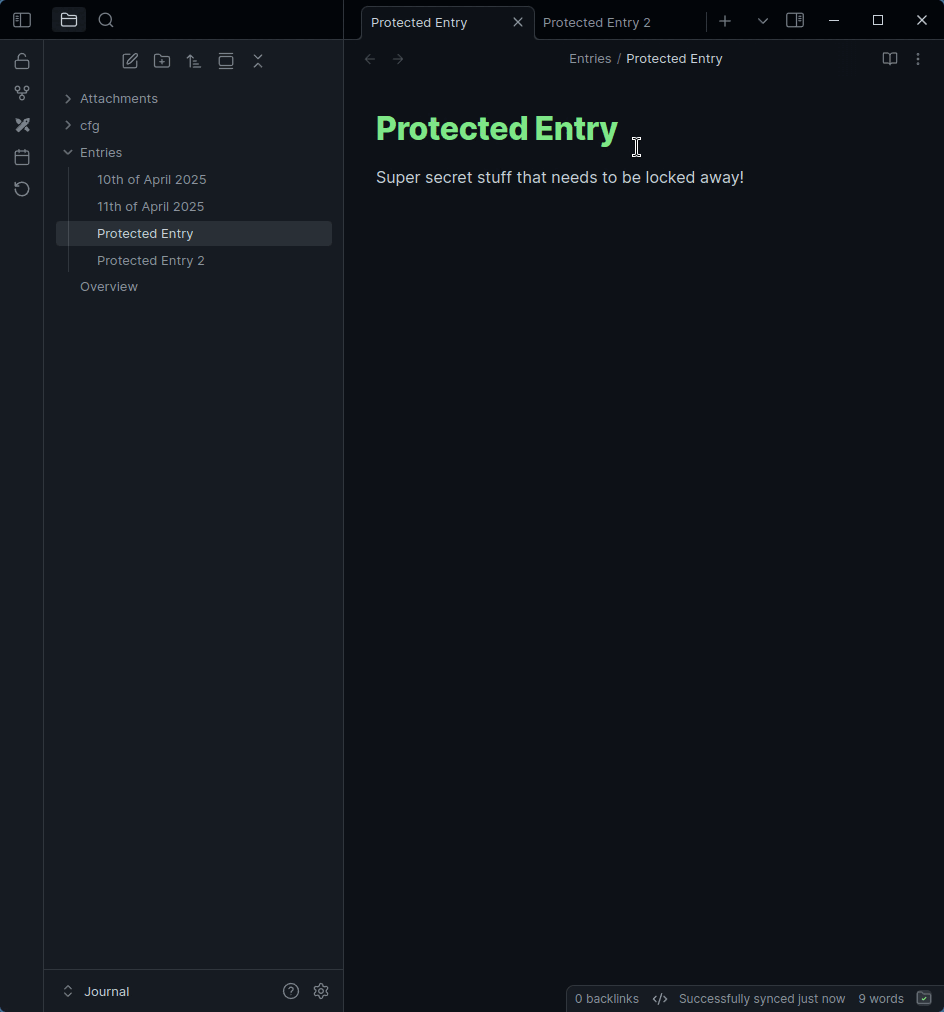 Protected Entry
Protected Entry 2
Entries / Protected Entry
Attachments
cfg
Entries
10th of April 2025
11th of April 2025
Protected Entry
Protected Entry 2
Overview
Protected Entry
Super secret stuff that needs to be locked away!
Journal
0 backlinks
Successfully synced just now
9 words